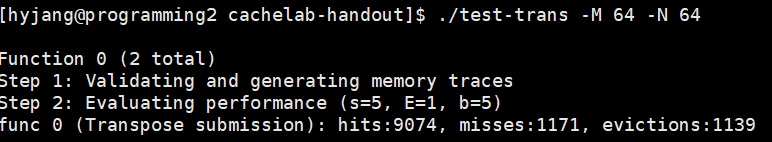 [hyjang@programming2 cachelab-handout]$ ./test-trans -M 64 -N 64

Function 0 (2 total)
Step 1: Validating and generating memory traces
Step 2: Evaluating performance (s=5, E=1, b=5)
func 0 (Transpose submission): hits:9074, misses:1171, evictions:1139